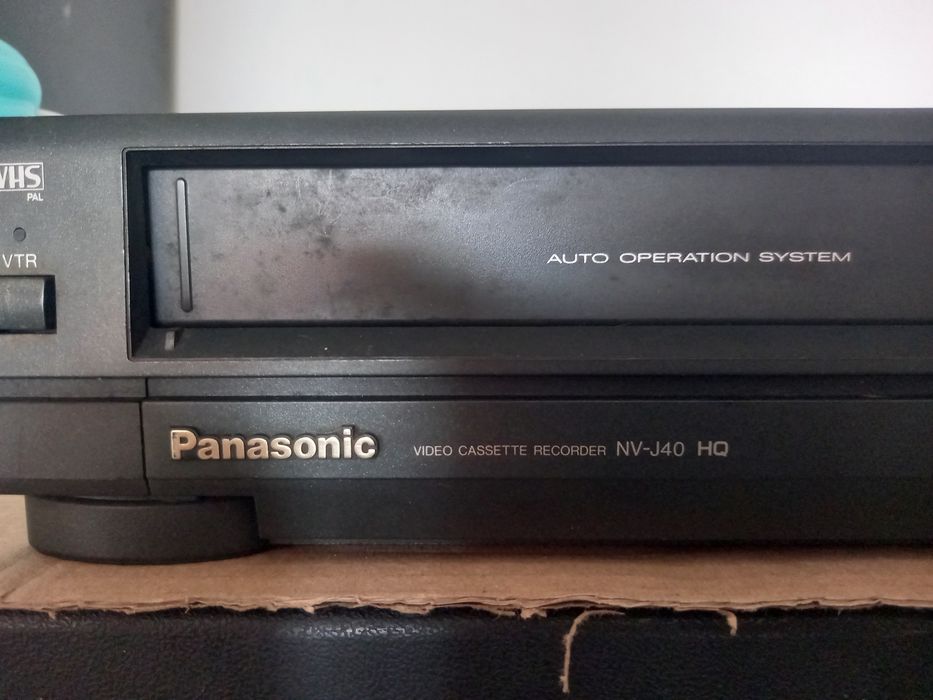 VHS
PAL
VTR
AUTO OPERATION SYSTEM
Panasonic VIDEO CASSETTE RECORDER NV-J40 HQ